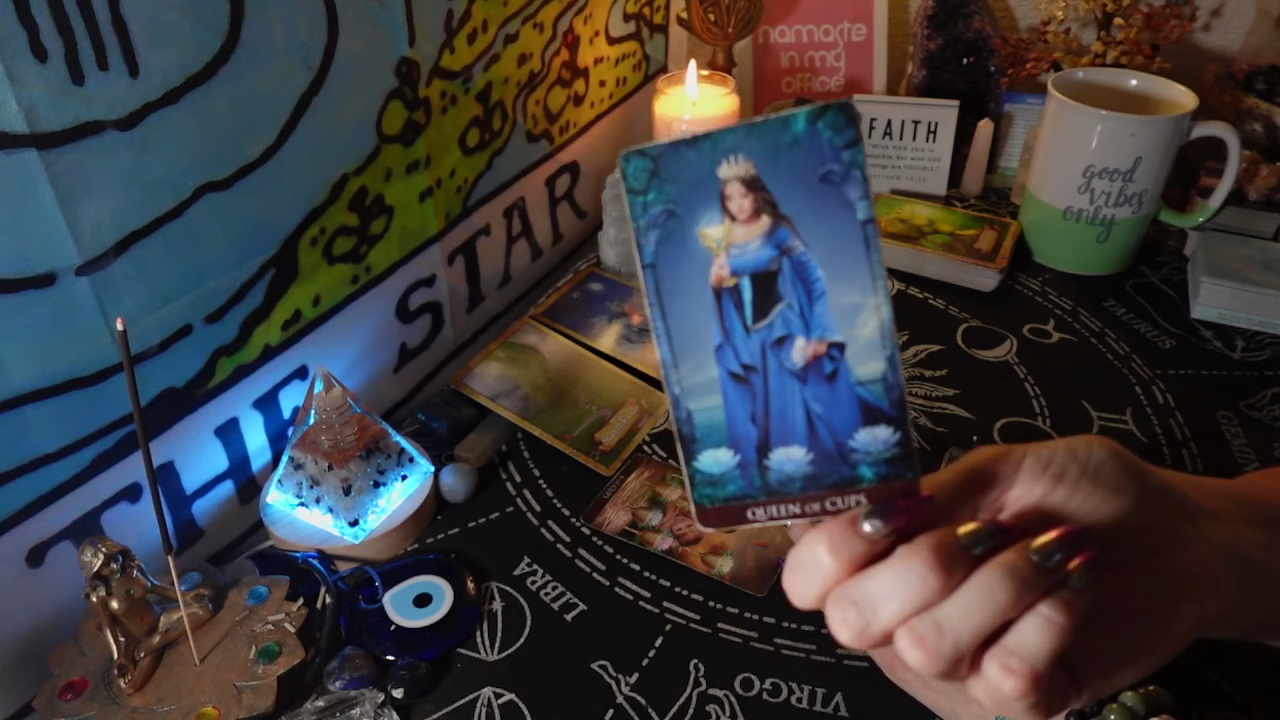 THE STAR
namaste
in my
office
FAITH
good
vibes
only
QUEEN OF CUPS
TAURUS
GEMINI
LIBRA
VIRGO